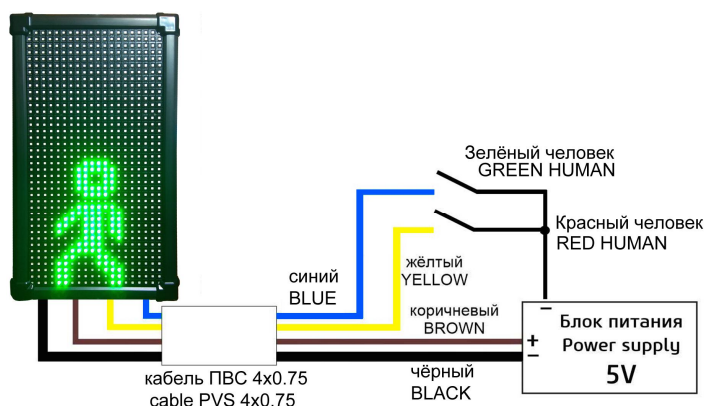 Зелёный человек
GREEN HUMAN
Красный человек
RED HUMAN
жёлтый
YELLOW
синий
BLUE
коричневый
BROWN
−
+
−
Блок питания
Power supply
5V
чёрный
BLACK
кабель ПВС 4x0.75
cable PVS 4x0.75